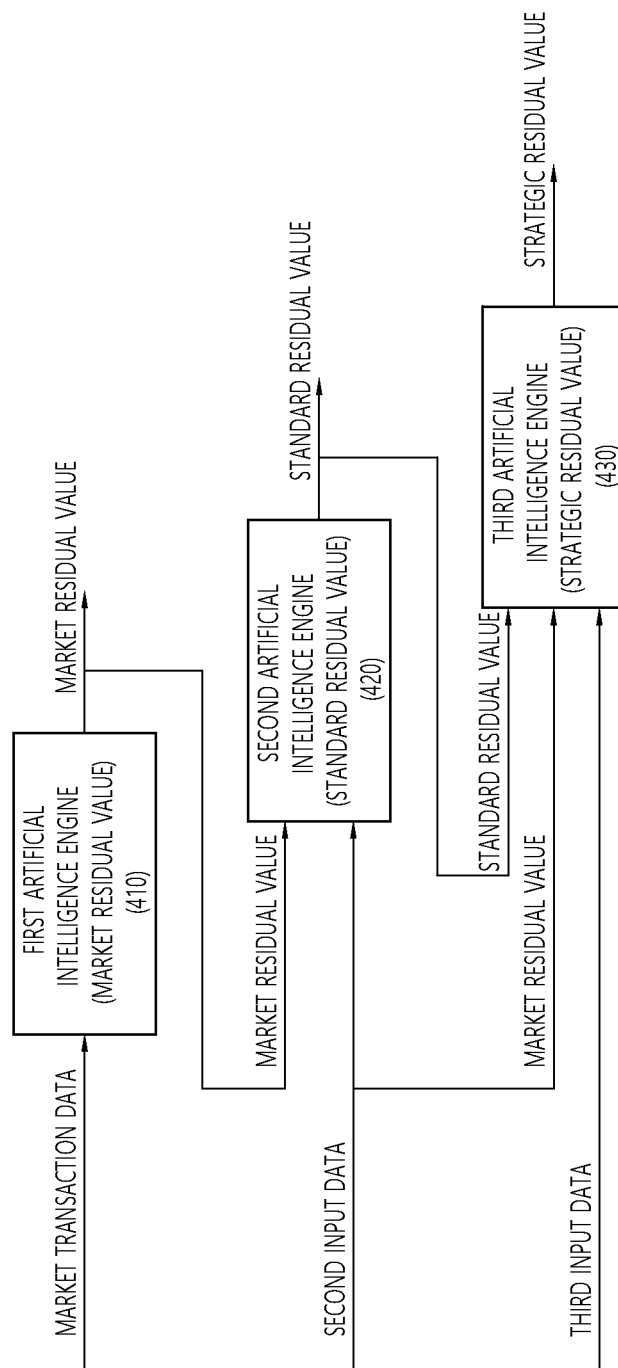 MARKET TRANSACTION DATA
FIRST ARTIFICIAL
INTELLIGENCE ENGINE
(MARKET RESIDUAL VALUE)
(410)
MARKET RESIDUAL VALUE
MARKET RESIDUAL VALUE
SECOND INPUT DATA
SECOND ARTIFICIAL
INTELLIGENCE ENGINE
(STANDARD RESIDUAL VALUE)
(420)
STANDARD RESIDUAL VALUE
STANDARD RESIDUAL VALUE
MARKET RESIDUAL VALUE
THIRD INPUT DATA
THIRD ARTIFICIAL
INTELLIGENCE ENGINE
(STRATEGIC RESIDUAL VALUE)
(430)
STRATEGIC RESIDUAL VALUE